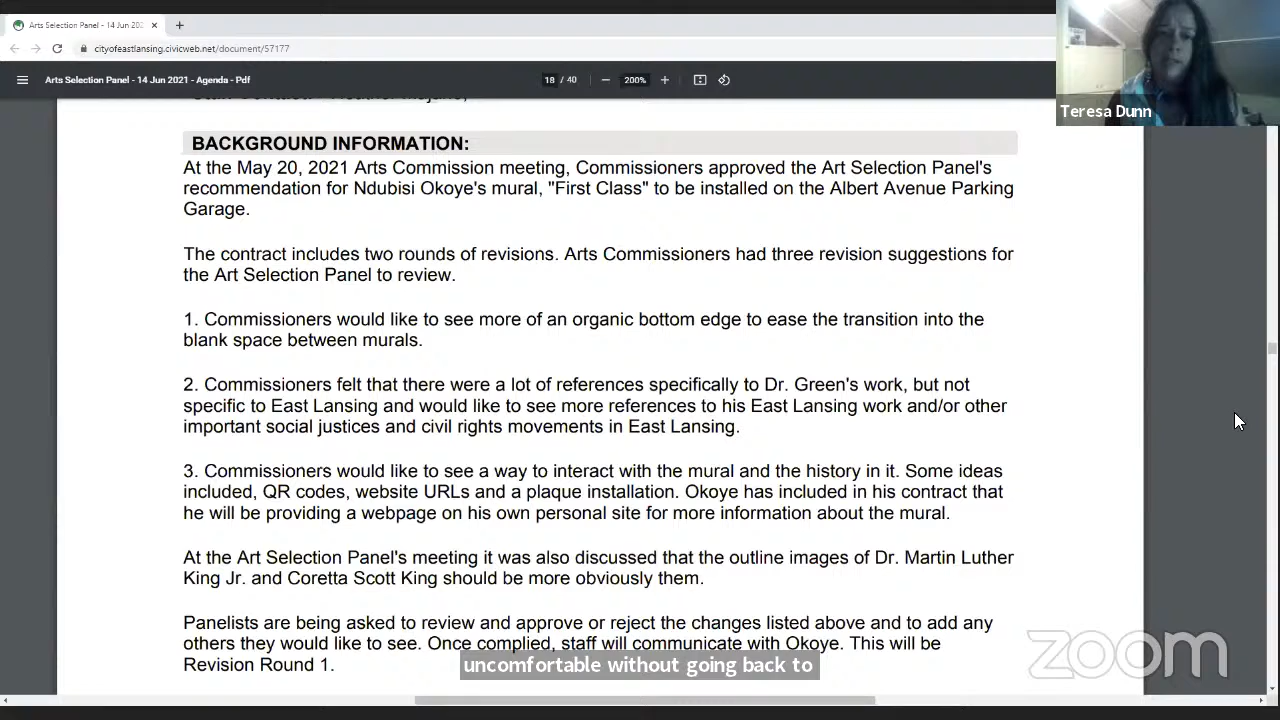 Arts Selection Panel - 14 Jun 202
cityofeastlansing.civicweb.net/document/57177
Arts Selection Panel - 14 Jun 2021 - Agenda - Pdf
18 / 40
200%
Teresa Dunn
BACKGROUND INFORMATION:
At the May 20, 2021 Arts Commission meeting, Commissioners approved the Art Selection Panel's
recommendation for Ndubisi Okoye's mural, "First Class" to be installed on the Albert Avenue Parking
Garage.
The contract includes two rounds of revisions. Arts Commissioners had three revision suggestions for
the Art Selection Panel to review.
1. Commissioners would like to see more of an organic bottom edge to ease the transition into the
blank space between murals.
2. Commissioners felt that there were a lot of references specifically to Dr. Green's work, but not
specific to East Lansing and would like to see more references to his East Lansing work and/or other
important social justices and civil rights movements in East Lansing.
3. Commissioners would like to see a way to interact with the mural and the history in it. Some ideas
included, QR codes, website URLs and a plaque installation. Okoye has included in his contract that
he will be providing a webpage on his own personal site for more information about the mural.
At the Art Selection Panel's meeting it was also discussed that the outline images of Dr. Martin Luther
King Jr. and Coretta Scott King should be more obviously them.
Panelists are being asked to review and approve or reject the changes listed above and to add any
others they would like to see. Once complied, staff will communicate with Okoye. This will be
Revision Round 1.
uncomfortable without going back to
zoom